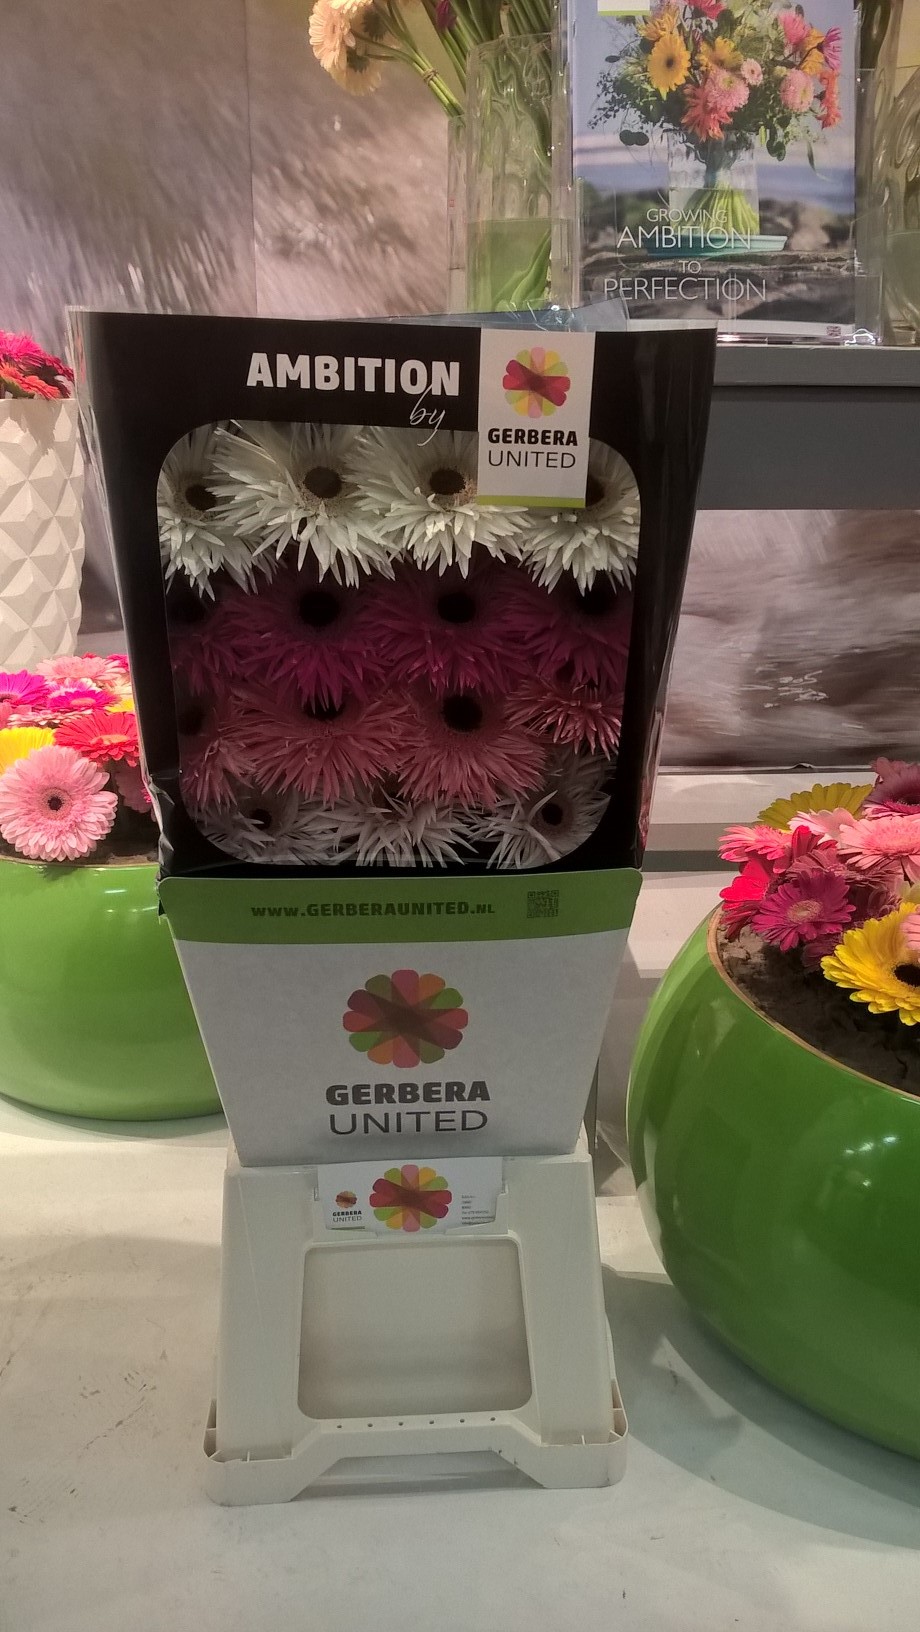 GROWING
AMBITION
TO
PERFECTION
AMBITION
by
GERBERA
UNITED
WWW.GERBERAUNITED.NL
GERBERA
UNITED
GERBERA
UNITED